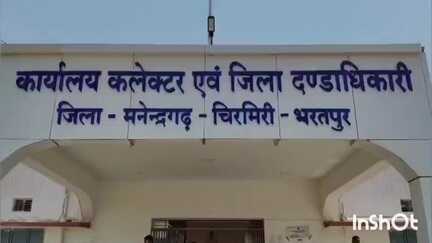 कार्यालय कलेक्टर एवं जिला दण्डाधिकारी
जिला - मनेन्द्रगढ़ - चिरमिरी - भरतपुर
InShOt